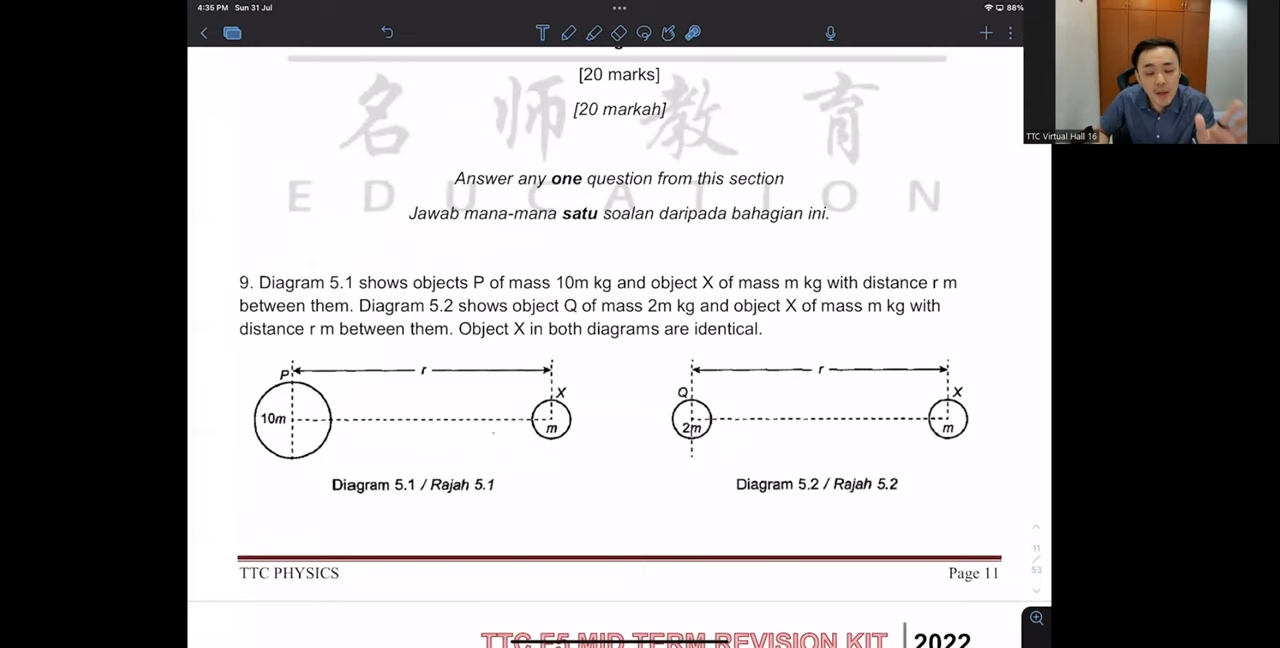 4:35 PM Sun 31 Jul
88%
[20 marks]
[20 markah]
名师教育
EDUCATION
Answer any one question from this section
Jawab mana-mana satu soalan daripada bahagian ini.
9. Diagram 5.1 shows objects P of mass 10m kg and object X of mass m kg with distance r m
between them. Diagram 5.2 shows object Q of mass 2m kg and object X of mass m kg with
distance r m between them. Object X in both diagrams are identical.
P r X
10m m
Q r X
2m m
Diagram 5.1 / Rajah 5.1
Diagram 5.2 / Rajah 5.2
TTC PHYSICS
Page 11
TTC F5 MID TERM REVISION KIT 2022
11
/
53
TTC Virtual Hall 16